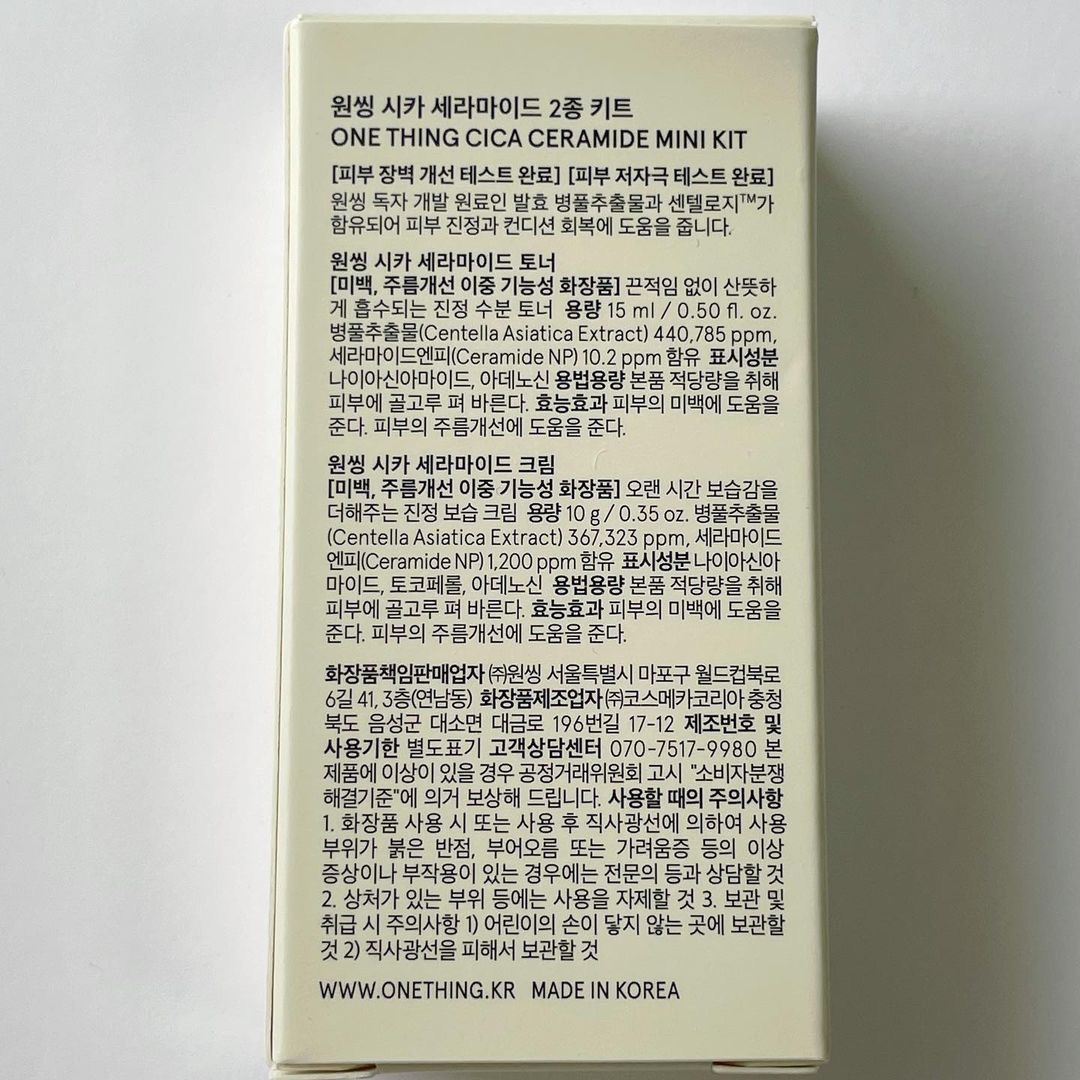 원씽 시카 세라마이드 2종 키트
ONE THING CICA CERAMIDE MINI KIT
[피부 장벽 개선 테스트 완료] [피부 저자극 테스트 완료]
원씽 독자 개발 원료인 발효 병풀추출물과 센텔로지™가
함유되어 피부 진정과 컨디션 회복에 도움을 줍니다.
원씽 시카 세라마이드 토너
[미백, 주름개선 이중 기능성 화장품] 끈적임 없이 산뜻하
게 흡수되는 진정 수분 토너 용량 15 ml / 0.50 fl. oz.
병풀추출물(Centella Asiatica Extract) 440,785 ppm,
세라마이드엔피(Ceramide NP) 10.2 ppm 함유 표시성분
나이아신아마이드, 아데노신 용법용량 본품 적당량을 취해
피부에 골고루 펴 바른다. 효능효과 피부의 미백에 도움을
준다. 피부의 주름개선에 도움을 준다.
원씽 시카 세라마이드 크림
[미백, 주름개선 이중 기능성 화장품] 오랜 시간 보습감을
더해주는 진정 보습 크림 용량 10 g / 0.35 oz. 병풀추출물
(Centella Asiatica Extract) 367,323 ppm, 세라마이드
엔피(Ceramide NP) 1,200 ppm 함유 표시성분 나이아신아
마이드, 토코페롤, 아데노신 용법용량 본품 적당량을 취해
피부에 골고루 펴 바른다. 효능효과 피부의 미백에 도움을
준다. 피부의 주름개선에 도움을 준다.
화장품책임판매업자 ㈜원씽 서울특별시 마포구 월드컵북로
6길 41, 3층(연남동) 화장품제조업자 ㈜코스메카코리아 충청
북도 음성군 대소면 대금로 196번길 17-12 제조번호 및
사용기한 별도표기 고객상담센터 070-7517-9980 본
제품에 이상이 있을 경우 공정거래위원회 고시 "소비자분쟁
해결기준"에 의거 보상해 드립니다. 사용할 때의 주의사항
1. 화장품 사용 시 또는 사용 후 직사광선에 의하여 사용
부위가 붉은 반점, 부어오름 또는 가려움증 등의 이상
증상이나 부작용이 있는 경우에는 전문의 등과 상담할 것
2. 상처가 있는 부위 등에는 사용을 자제할 것 3. 보관 및
취급 시 주의사항 1) 어린이의 손이 닿지 않는 곳에 보관할
것 2) 직사광선을 피해서 보관할 것
WWW.ONETHING.KR MADE IN KOREA